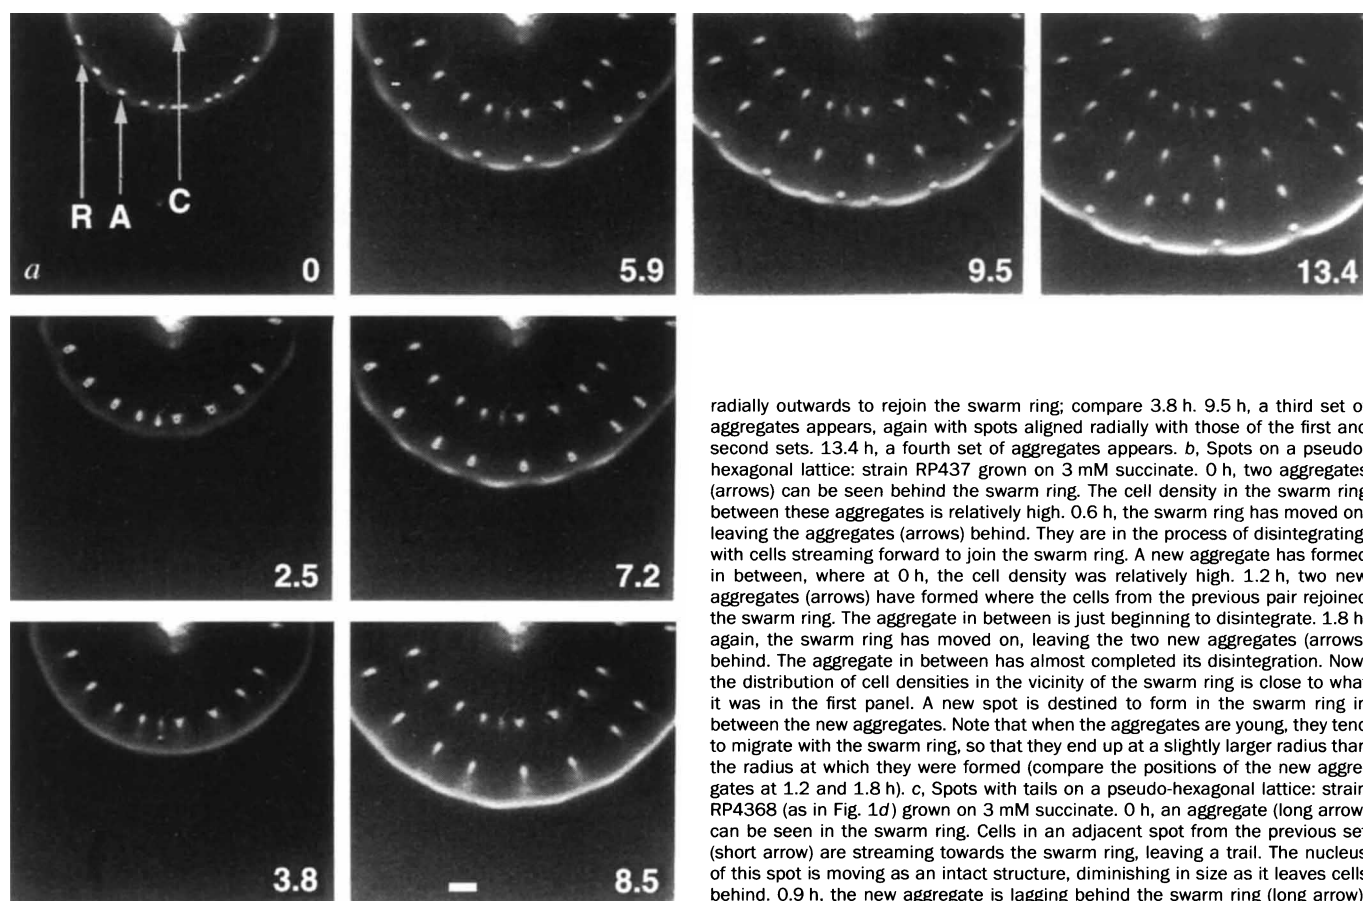 R A C
a
0
5.9
9.5
13.4
2.5
7.2
3.8
8.5
radially outwards to rejoin the swarm ring; compare 3.8 h. 9.5 h, a third set o
aggregates appears, again with spots aligned radially with those of the first and
second sets. 13.4 h, a fourth set of aggregates appears. b, Spots on a pseudo
hexagonal lattice: strain RP437 grown on 3 mM succinate. 0 h, two aggregates
(arrows) can be seen behind the swarm ring. The cell density in the swarm ring
between these aggregates is relatively high. 0.6 h, the swarm ring has moved on
leaving the aggregates (arrows) behind. They are in the process of disintegrating
with cells streaming forward to join the swarm ring. A new aggregate has formed
in between, where at 0 h, the cell density was relatively high. 1.2 h, two new
aggregates (arrows) have formed where the cells from the previous pair rejoined
the swarm ring. The aggregate in between is just beginning to disintegrate. 1.8 h
again, the swarm ring has moved on, leaving the two new aggregates (arrows
behind. The aggregate in between has almost completed its disintegration. Now
the distribution of cell densities in the vicinity of the swarm ring is close to wha
it was in the first panel. A new spot is destined to form in the swarm ring in
between the new aggregates. Note that when the aggregates are young, they tend
to migrate with the swarm ring, so that they end up at a slightly larger radius than
the radius at which they were formed (compare the positions of the new aggre
gates at 1.2 and 1.8 h). c, Spots with tails on a pseudo-hexagonal lattice: strain
RP4368 (as in Fig. 1d) grown on 3 mM succinate. 0 h, an aggregate (long arrow
can be seen in the swarm ring. Cells in an adjacent spot from the previous set
(short arrow) are streaming towards the swarm ring, leaving a trail. The nucleus
of this spot is moving as an intact structure, diminishing in size as it leaves cells
behind. 0.9 h, the new aggregate is lagging behind the swarm ring (long arrow)